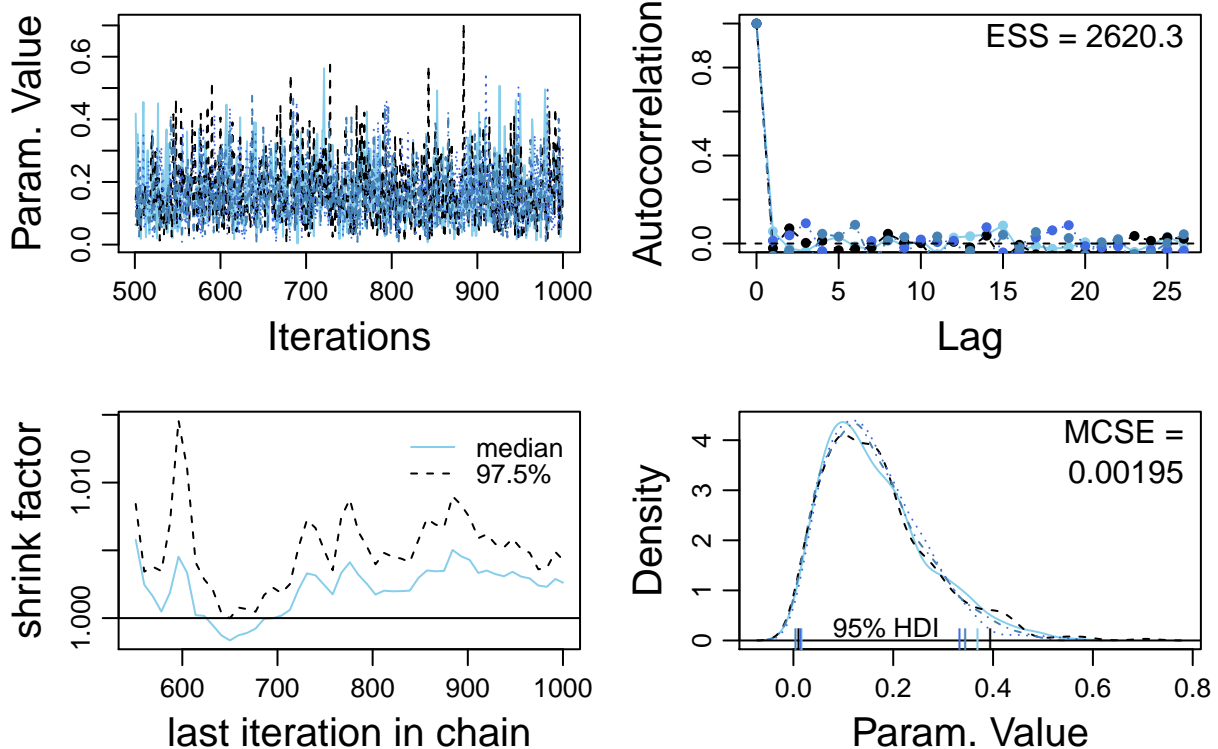 Param. Value
0.0 0.2 0.4 0.6
500 600 700 800 900 1000
Iterations
Autocorrelation
0.0 0.4 0.8
ESS = 2620.3
0 5 10 15 20 25
Lag
shrink factor
1.000 1.010
median
97.5%
600 700 800 900 1000
last iteration in chain
Density
0 1 2 3 4
MCSE =
0.00195
95% HDI
0.0 0.2 0.4 0.6 0.8
Param. Value